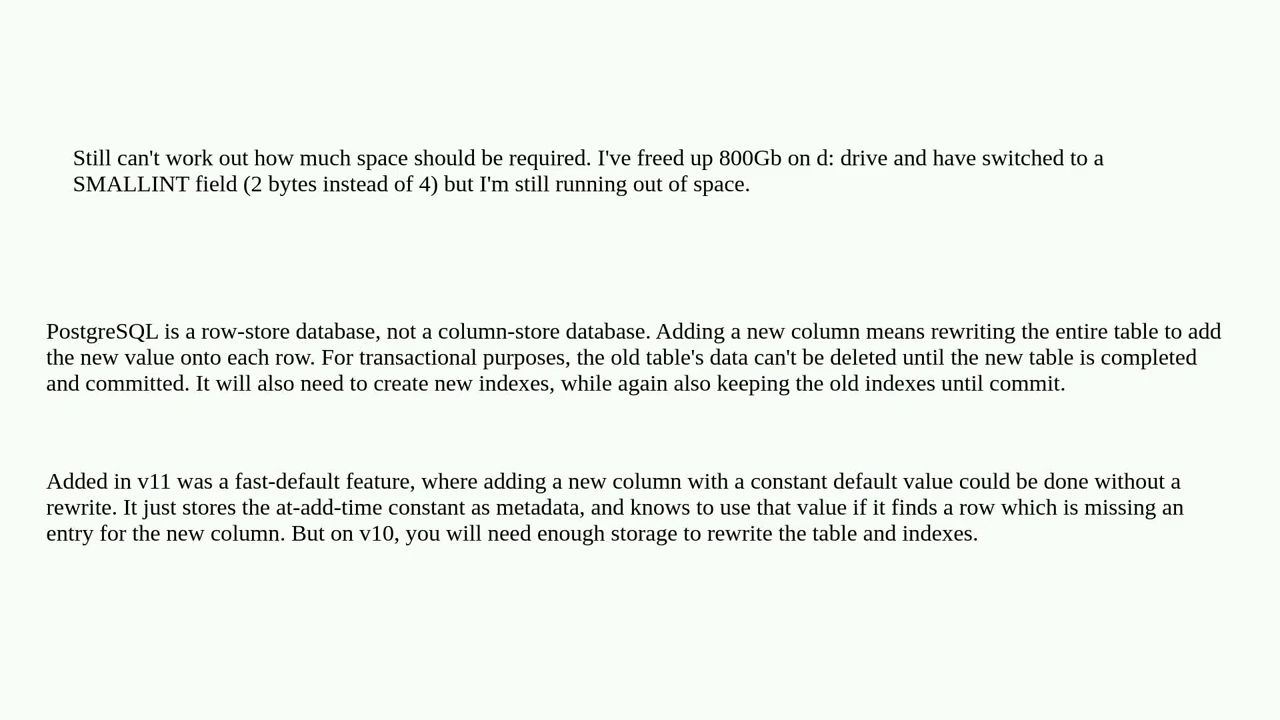 Still can't work out how much space should be required. I've freed up 800Gb on d: drive and have switched to a
SMALLINT field (2 bytes instead of 4) but I'm still running out of space.
PostgreSQL is a row-store database, not a column-store database. Adding a new column means rewriting the entire table to add
the new value onto each row. For transactional purposes, the old table's data can't be deleted until the new table is completed
and committed. It will also need to create new indexes, while again also keeping the old indexes until commit.
Added in v11 was a fast-default feature, where adding a new column with a constant default value could be done without a
rewrite. It just stores the at-add-time constant as metadata, and knows to use that value if it finds a row which is missing an
entry for the new column. But on v10, you will need enough storage to rewrite the table and indexes.